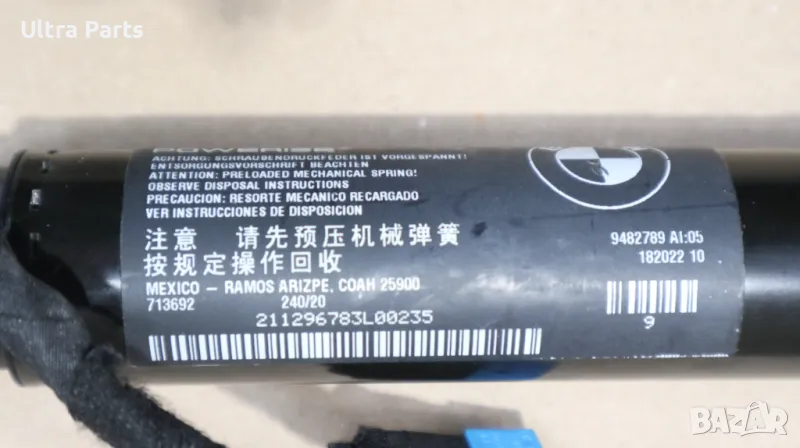 Ultra Parts
ACHTUNG: SCHRAUBENDRUCKFEDER IST VORGESPANNT!
ENTSORGUNGSVORSCHRIFT BEACHTEN
ATTENTION: PRELOADED MECHANICAL SPRING!
OBSERVE DISPOSAL INSTRUCTIONS
PRECAUCION: RESORTE MECANICO RECARGADO
VER INSTRUCCIONES DE DISPOSICION
注意 请先预压机械弹簧
按规定操作回收
MEXICO – RAMOS ARIZPE, COAH 25900
713692 240/20
211296783L00235
9482789 AI:05
182022 10
9
BAZAR